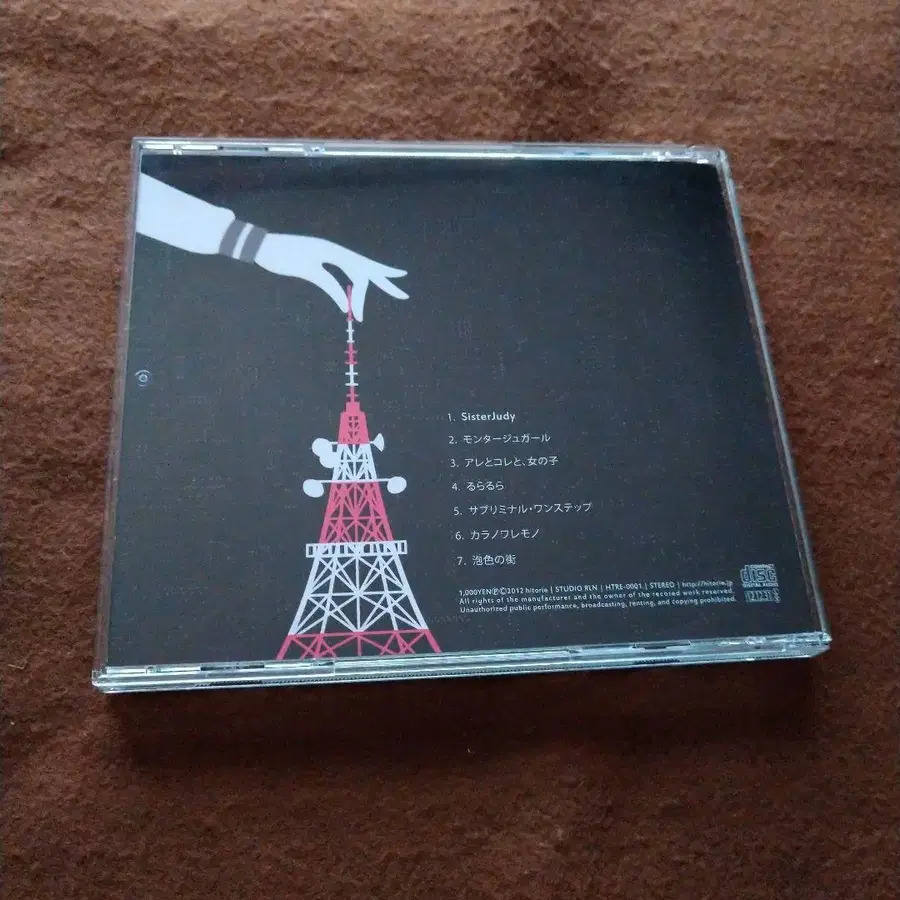 1. SisterJudy
2. モンタージュガール
3. アレとコレと、女の子
4. るらるら
5. サブリミナル・ワンステップ
6. カラノワレモノ
7. 泡色の街
1,000YENⓅ©2012 hitorie | STUDIO RLN | HTRE-0001 | STEREO | http://hitorie.jp
All rights of the manufacturer and the owner of the recored work reserved.
Unauthorized public performance, broadcasting, renting, and copying prohibited.
COMPACT
disc
DIGITAL AUDIO